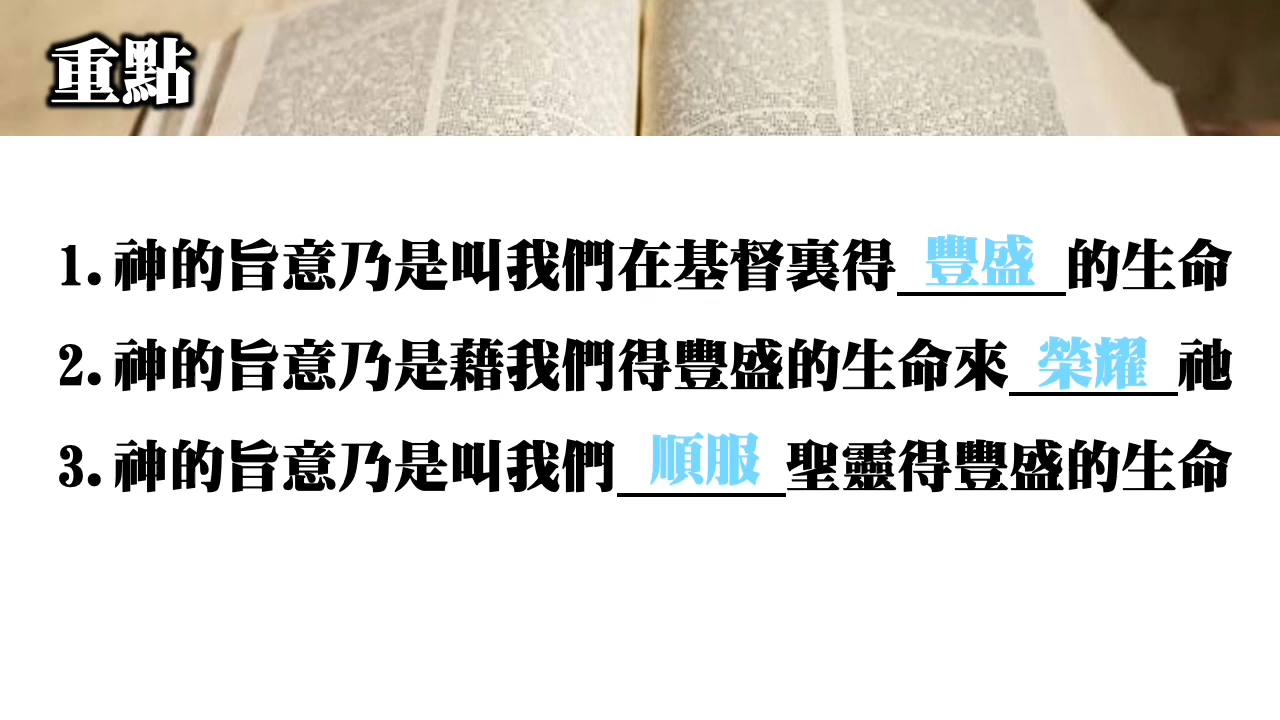 重點
1. 神的旨意乃是叫我們在基督裏得豐盛的生命
2. 神的旨意乃是藉我們得豐盛的生命來榮耀祂
3. 神的旨意乃是叫我們順服聖靈得豐盛的生命